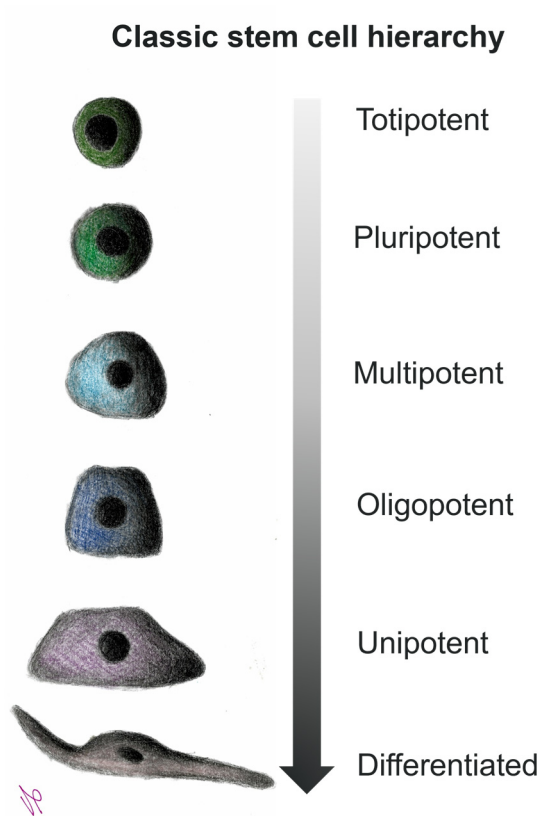 Classic stem cell hierarchy
Totipotent
Pluripotent
Multipotent
Oligopotent
Unipotent
Differentiated